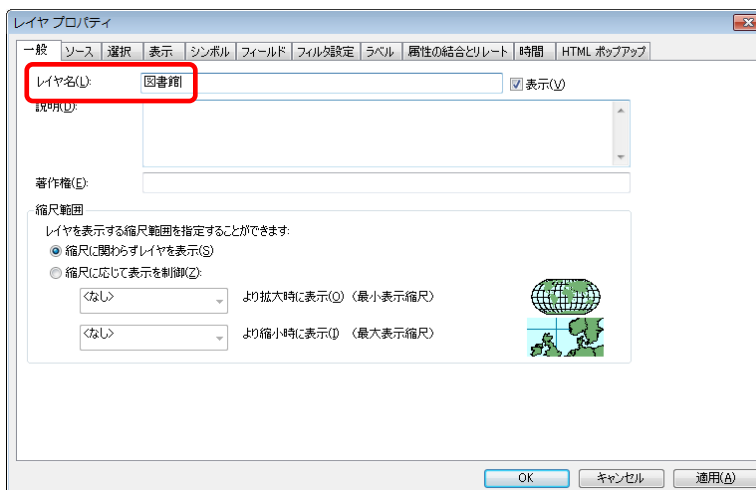 レイヤ プロパティ
一般 ソース 選択 表示 シンボル フィールド フィルタ設定 ラベル 属性の結合とリレート 時間 HTML ポップアップ
レイヤ名(L): 図書館 表示(V)
説明(D):
著作権(E):
縮尺範囲
レイヤを表示する縮尺範囲を指定することができます:
縮尺に関わらずレイヤを表示(S)
縮尺に応じて表示を制御(Z):
<なし> より拡大時に表示(O) (最小表示縮尺)
<なし> より縮小時に表示(I) (最大表示縮尺)
OK キャンセル 適用(A)